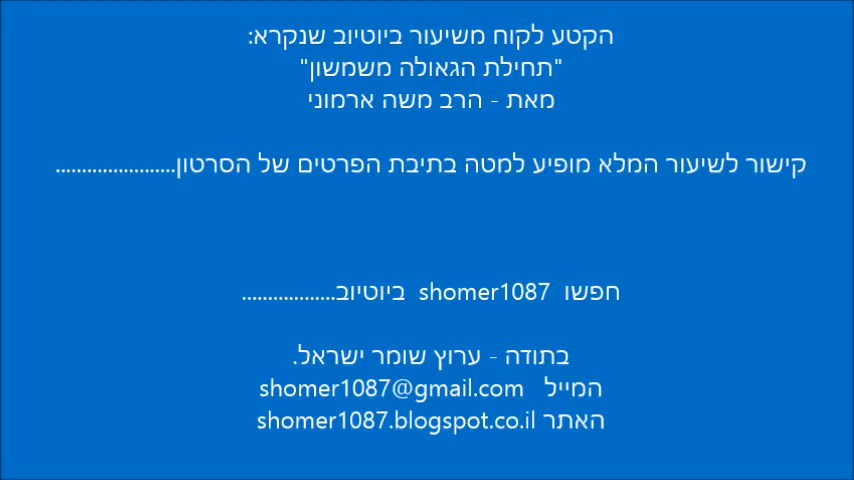 הקטע לקוח משיעור ביוטיוב שנקרא:
"תחילת הגאולה משמשון"
מאת - הרב משה ארמוני
קישור לשיעור המלא מופיע למטה בתיבת הפרטים של הסרטון.......................
חפשו shomer1087 ביוטיוב..................
בתודה - ערוץ שומר ישראל.
המייל shomer1087@gmail.com
האתר shomer1087.blogspot.co.il